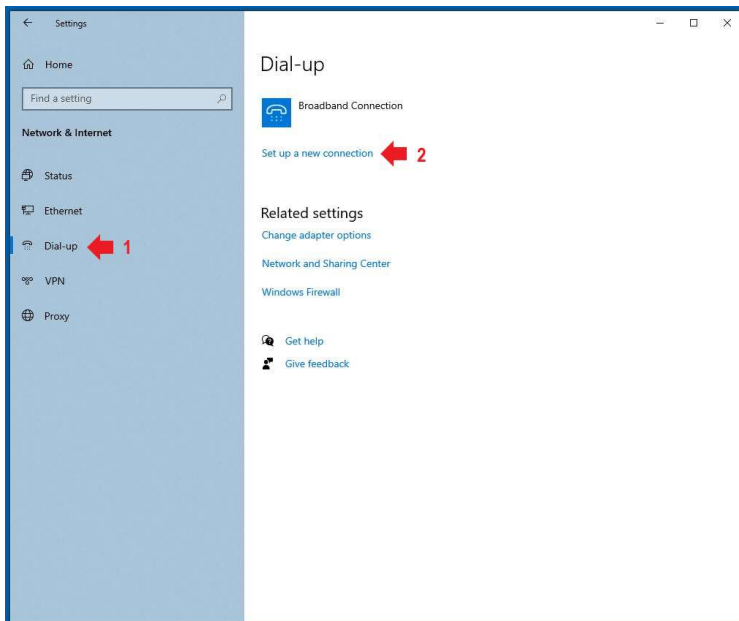 Settings
Home
Find a setting
Network & Internet
Status
Ethernet
Dial-up
1
VPN
Proxy
Dial-up
Broadband Connection
Set up a new connection
2
Related settings
Change adapter options
Network and Sharing Center
Windows Firewall
Get help
Give feedback